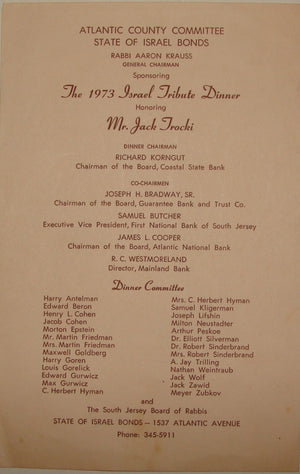 ATLANTIC COUNTY COMMITTEE
STATE OF ISRAEL BONDS
RABBI AARON KRAUSS
GENERAL CHAIRMAN
Sponsoring
The 1973 Israel Tribute Dinner
Honoring
Mr. Jack Trocki
DINNER CHAIRMAN
RICHARD KORNGUT
Chairman of the Board, Coastal State Bank
CO-CHAIRMEN
JOSEPH H. BRADWAY, SR.
Chairman of the Board, Guarantee Bank and Trust Co.
SAMUEL BUTCHER
Executive Vice President, First National Bank of South Jersey
JAMES L. COOPER
Chairman of the Board, Atlantic National Bank
R. C. WESTMORELAND
Director, Mainland Bank
Dinner Committee
Harry Antelman
Edward Beron
Henry L. Cohen
Jacob Cohen
Morton Epstein
Mr. Martin Friedman
Mrs. Martin Friedman
Maxwell Goldberg
Harry Goren
Louis Gorelick
Edward Gurwicz
Max Gurwicz
C. Herbert Hyman
Mrs. C. Herbert Hyman
Samuel Kligerman
Joseph Lifshin
Milton Neustadter
Arthur Peskoe
Dr. Elliott Silverman
Dr. Robert Sinderbrand
Mrs. Robert Sinderbrand
A. Jay Trilling
Nathan Weintraub
Jack Wolf
Jack Zawid
Meyer Zubkov
and
The South Jersey Board of Rabbis
STATE OF ISRAEL BONDS — 1537 ATLANTIC AVENUE
Phone: 345-5911